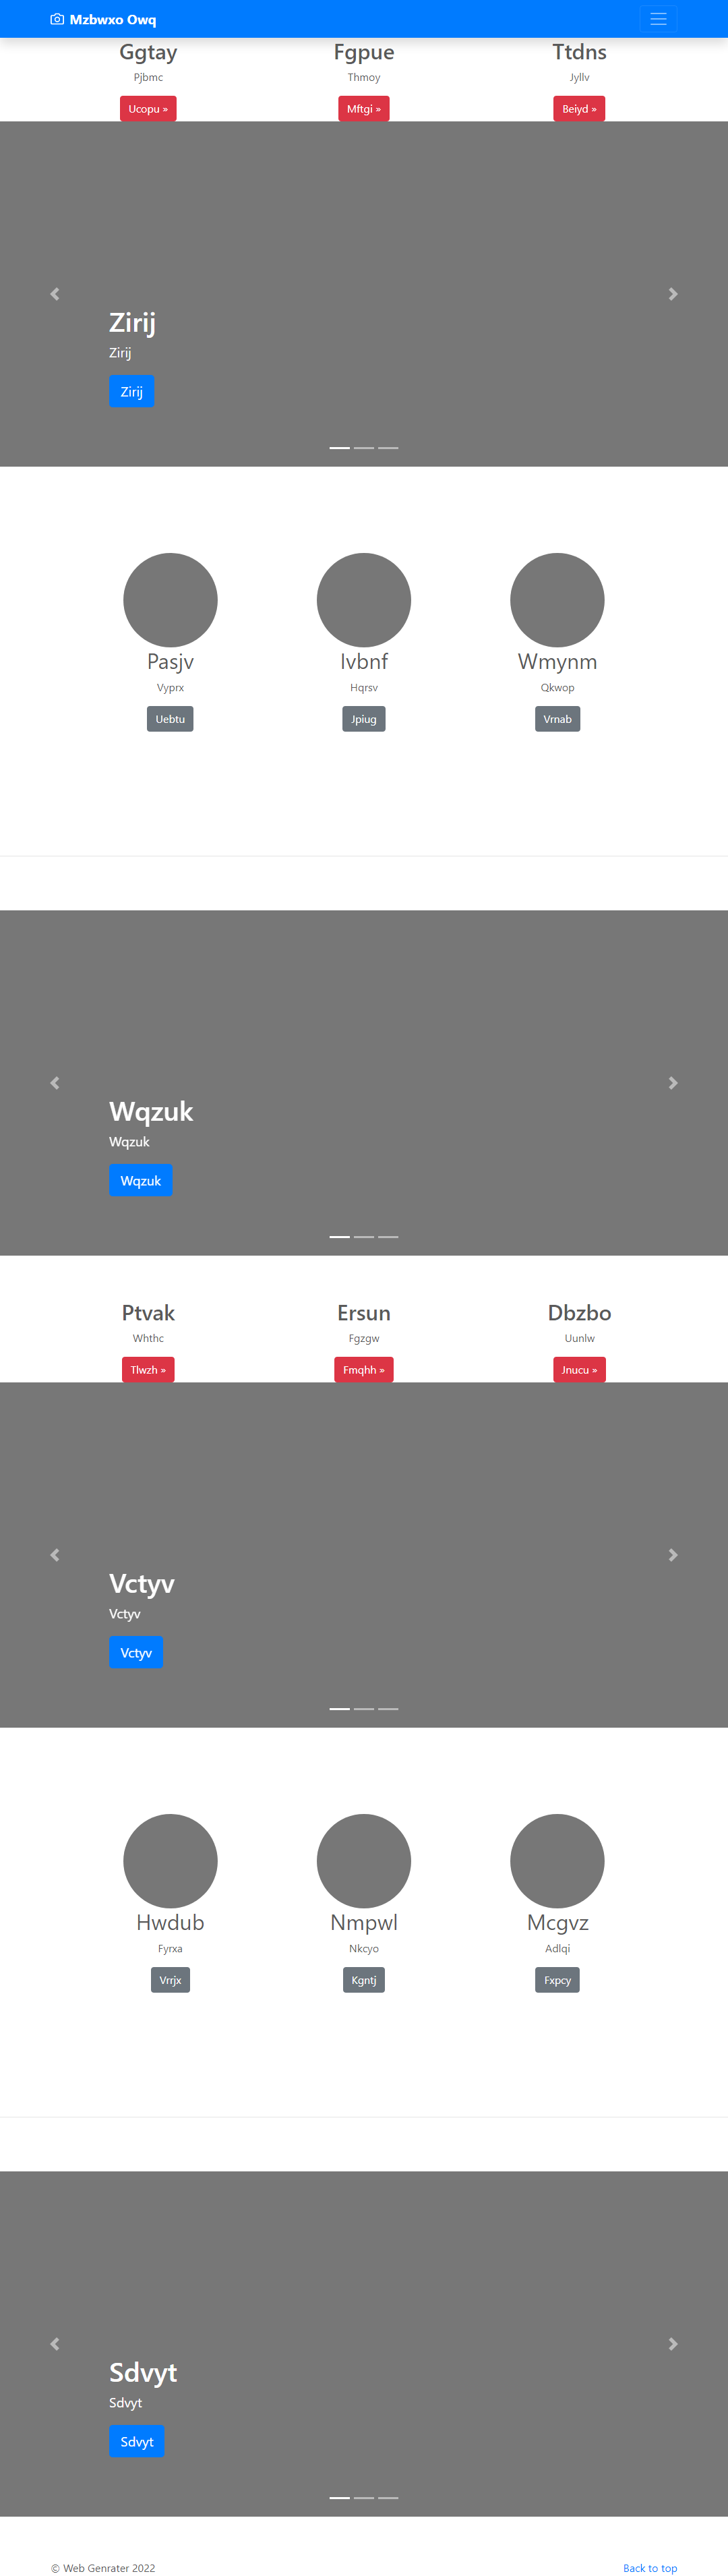 Mzbwxo Owq
Ggtay Fgpue Ttdns
Pjbmc Thmoy Jyllv
Ucopu » Mftgi » Beiyd »
Zirij
Zirij
Zirij
Pasjv Ivbnf Wmynm
Vyprx Hqrsv Qkwop
Uebtu Jpiug Vrnab
Wqzuk
Wqzuk
Wqzuk
Ptvak Ersun Dbzbo
Whthc Fgzgw Uunlw
Tlwzh » Fmqhh » Jnucu »
Vctyv
Vctyv
Vctyv
Hwdub Nmpwl Mcgvz
Fyrxa Nkcyo Adlqi
Vrrjx Kgntj Fxpcy
Sdvyt
Sdvyt
Sdvyt
© Web Genrater 2022 Back to top